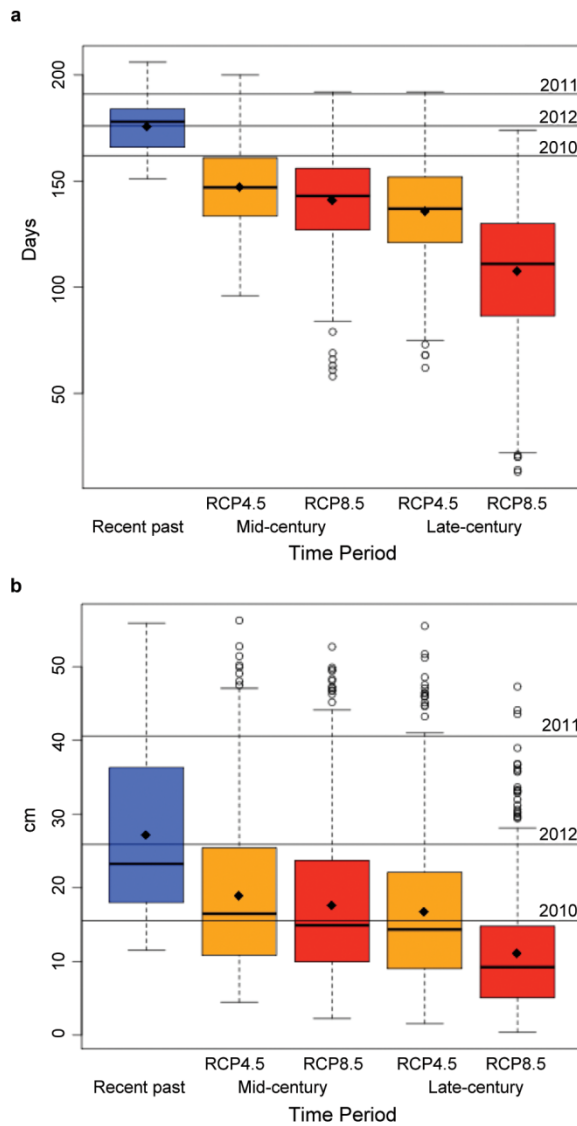 a
200
150
100
50
Days
2011
2012
2010
RCP4.5 RCP8.5 RCP4.5 RCP8.5
Recent past Mid-century Late-century
Time Period
b
50
40
30
20
10
0
cm
2011
2012
2010
RCP4.5 RCP8.5 RCP4.5 RCP8.5
Recent past Mid-century Late-century
Time Period